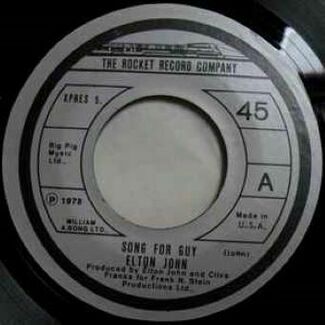 THE ROCKET RECORD COMPANY
XPRES 5.
45
Big Pig
Music
Ltd.,
A
Made in
U.S.A.
P 1978
WILLIAM
A.BONG LTD.
SONG FOR GUY
(John)
ELTON JOHN
Produced by Elton John and Clive
Franks for Frank N. Stein
Productions Ltd.,